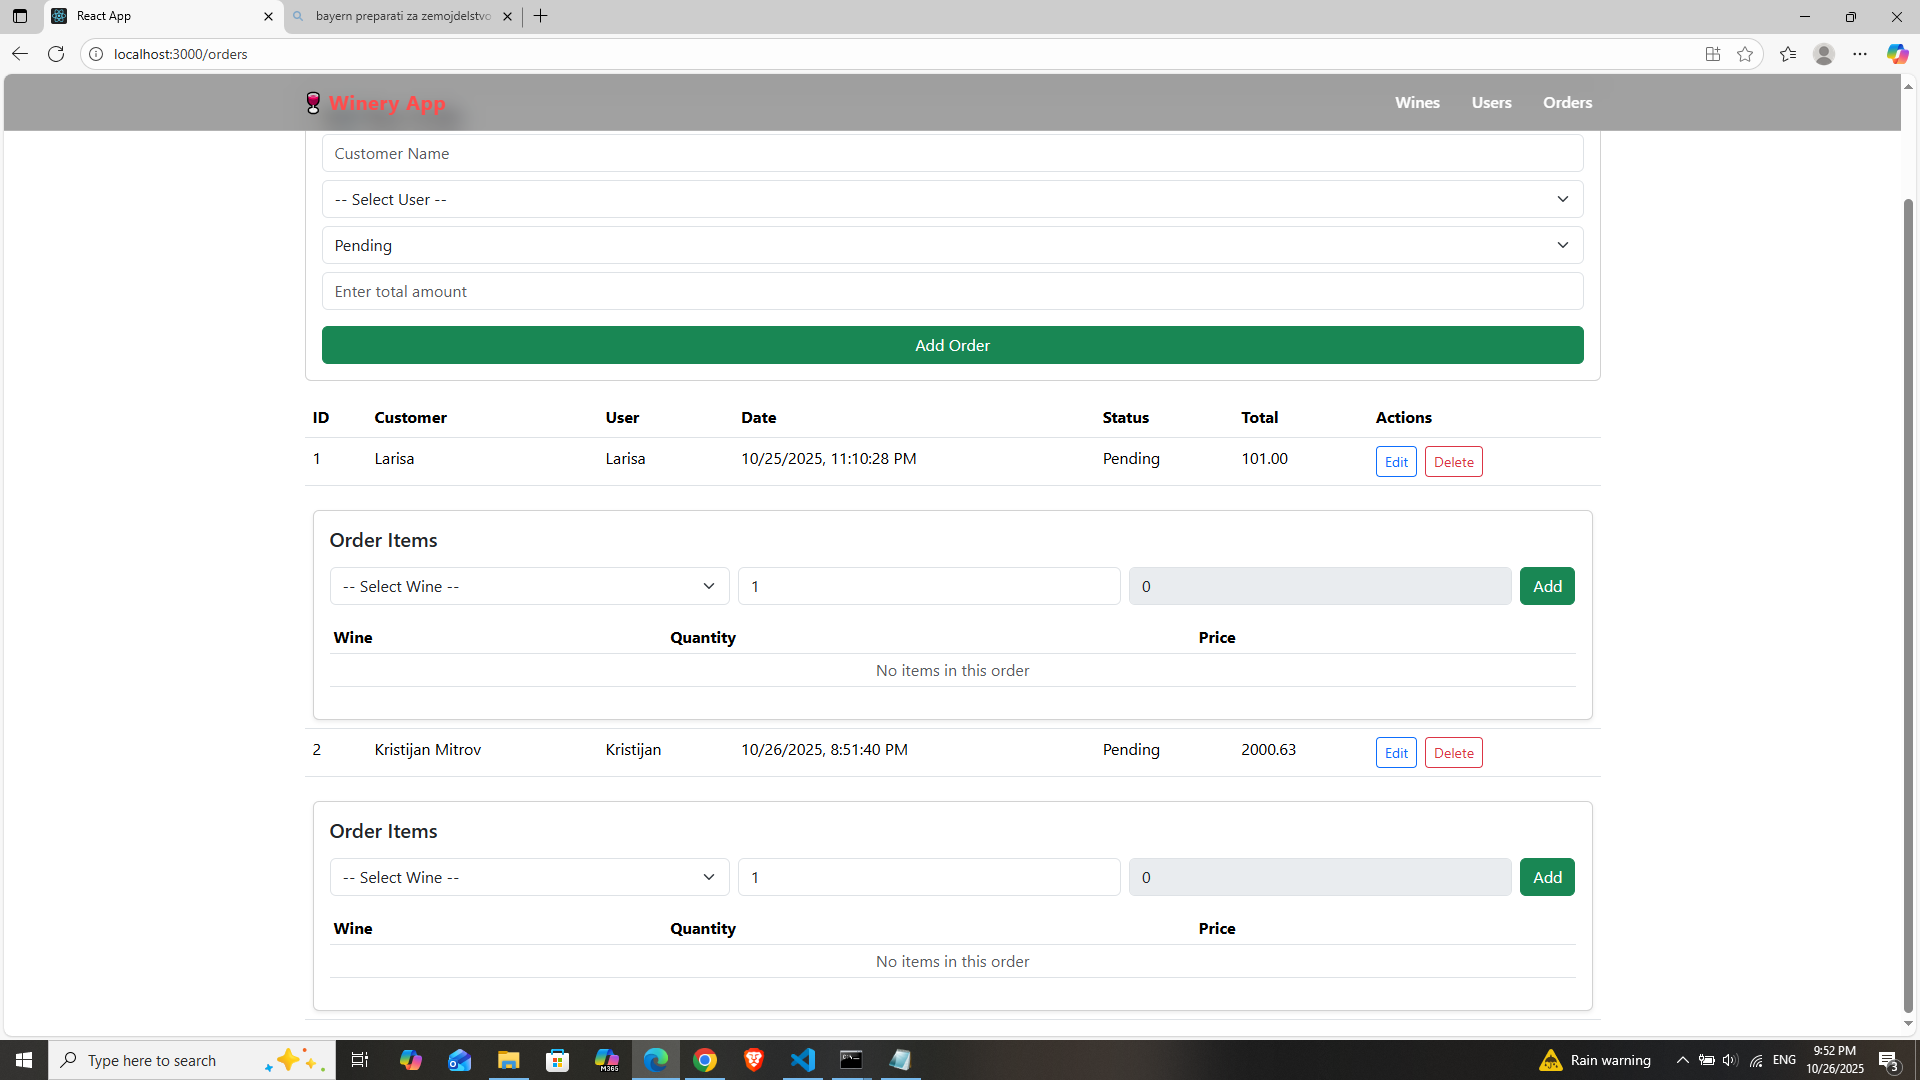 React App
bayern preparati za zemojdelstvo
localhost:3000/orders
Winery App
Wines Users Orders
Customer Name
-- Select User --
Pending
Enter total amount
Add Order
ID Customer User Date Status Total Actions
1 Larisa Larisa 10/25/2025, 11:10:28 PM Pending 101.00 Edit Delete
Order Items
-- Select Wine -- 1 0 Add
Wine Quantity Price
No items in this order
2 Kristijan Mitrov Kristijan 10/26/2025, 8:51:40 PM Pending 2000.63 Edit Delete
Order Items
-- Select Wine -- 1 0 Add
Wine Quantity Price
No items in this order
Type here to search
M365
Rain warning
ENG
9:52 PM
10/26/2025
3